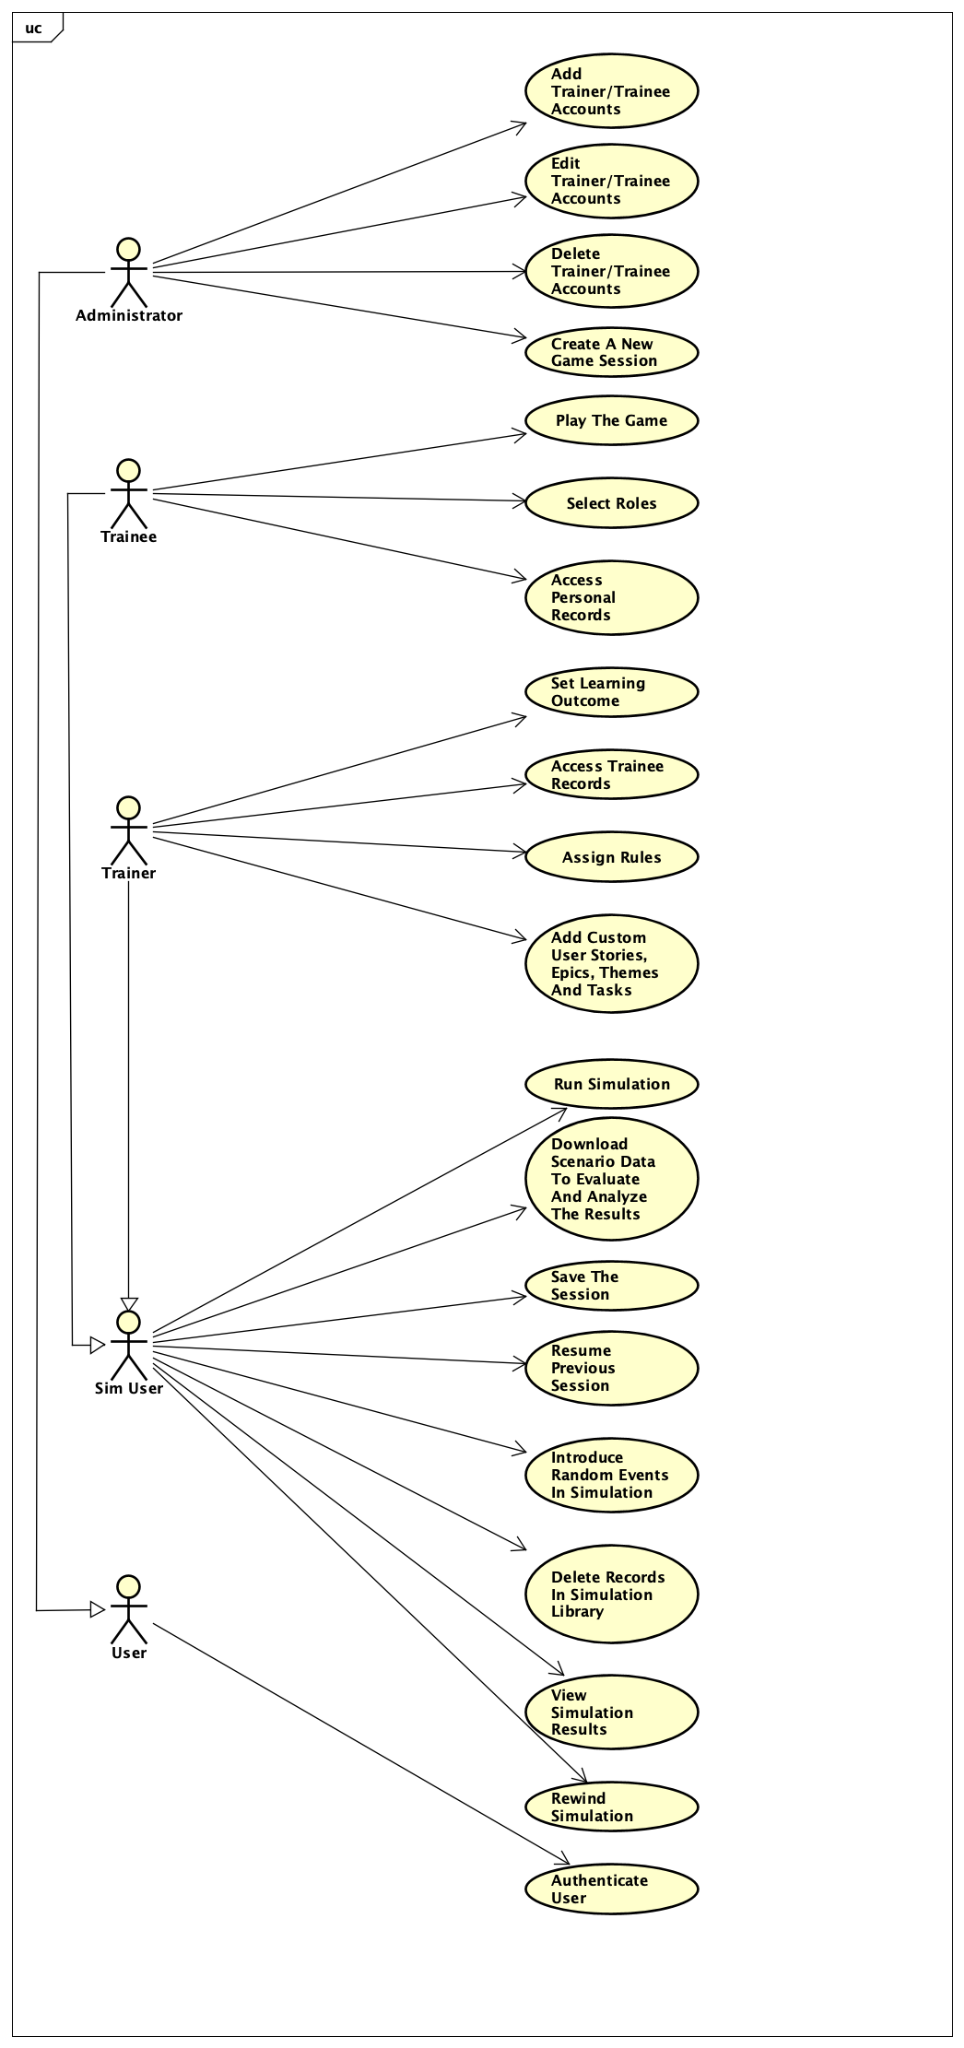 uc
Add
Trainer/Trainee
Accounts
Edit
Trainer/Trainee
Accounts
Delete
Trainer/Trainee
Accounts
Administrator
Create A New
Game Session
Play The Game
Select Roles
Trainee
Access
Personal
Records
Set Learning
Outcome
Access Trainee
Records
Assign Rules
Trainer
Add Custom
User Stories,
Epics, Themes
And Tasks
Run Simulation
Download
Scenario Data
To Evaluate
And Analyze
The Results
Save The
Session
Resume
Previous
Session
Sim User
Introduce
Random Events
In Simulation
Delete Records
In Simulation
Library
User
View
Simulation
Results
Rewind
Simulation
Authenticate
User